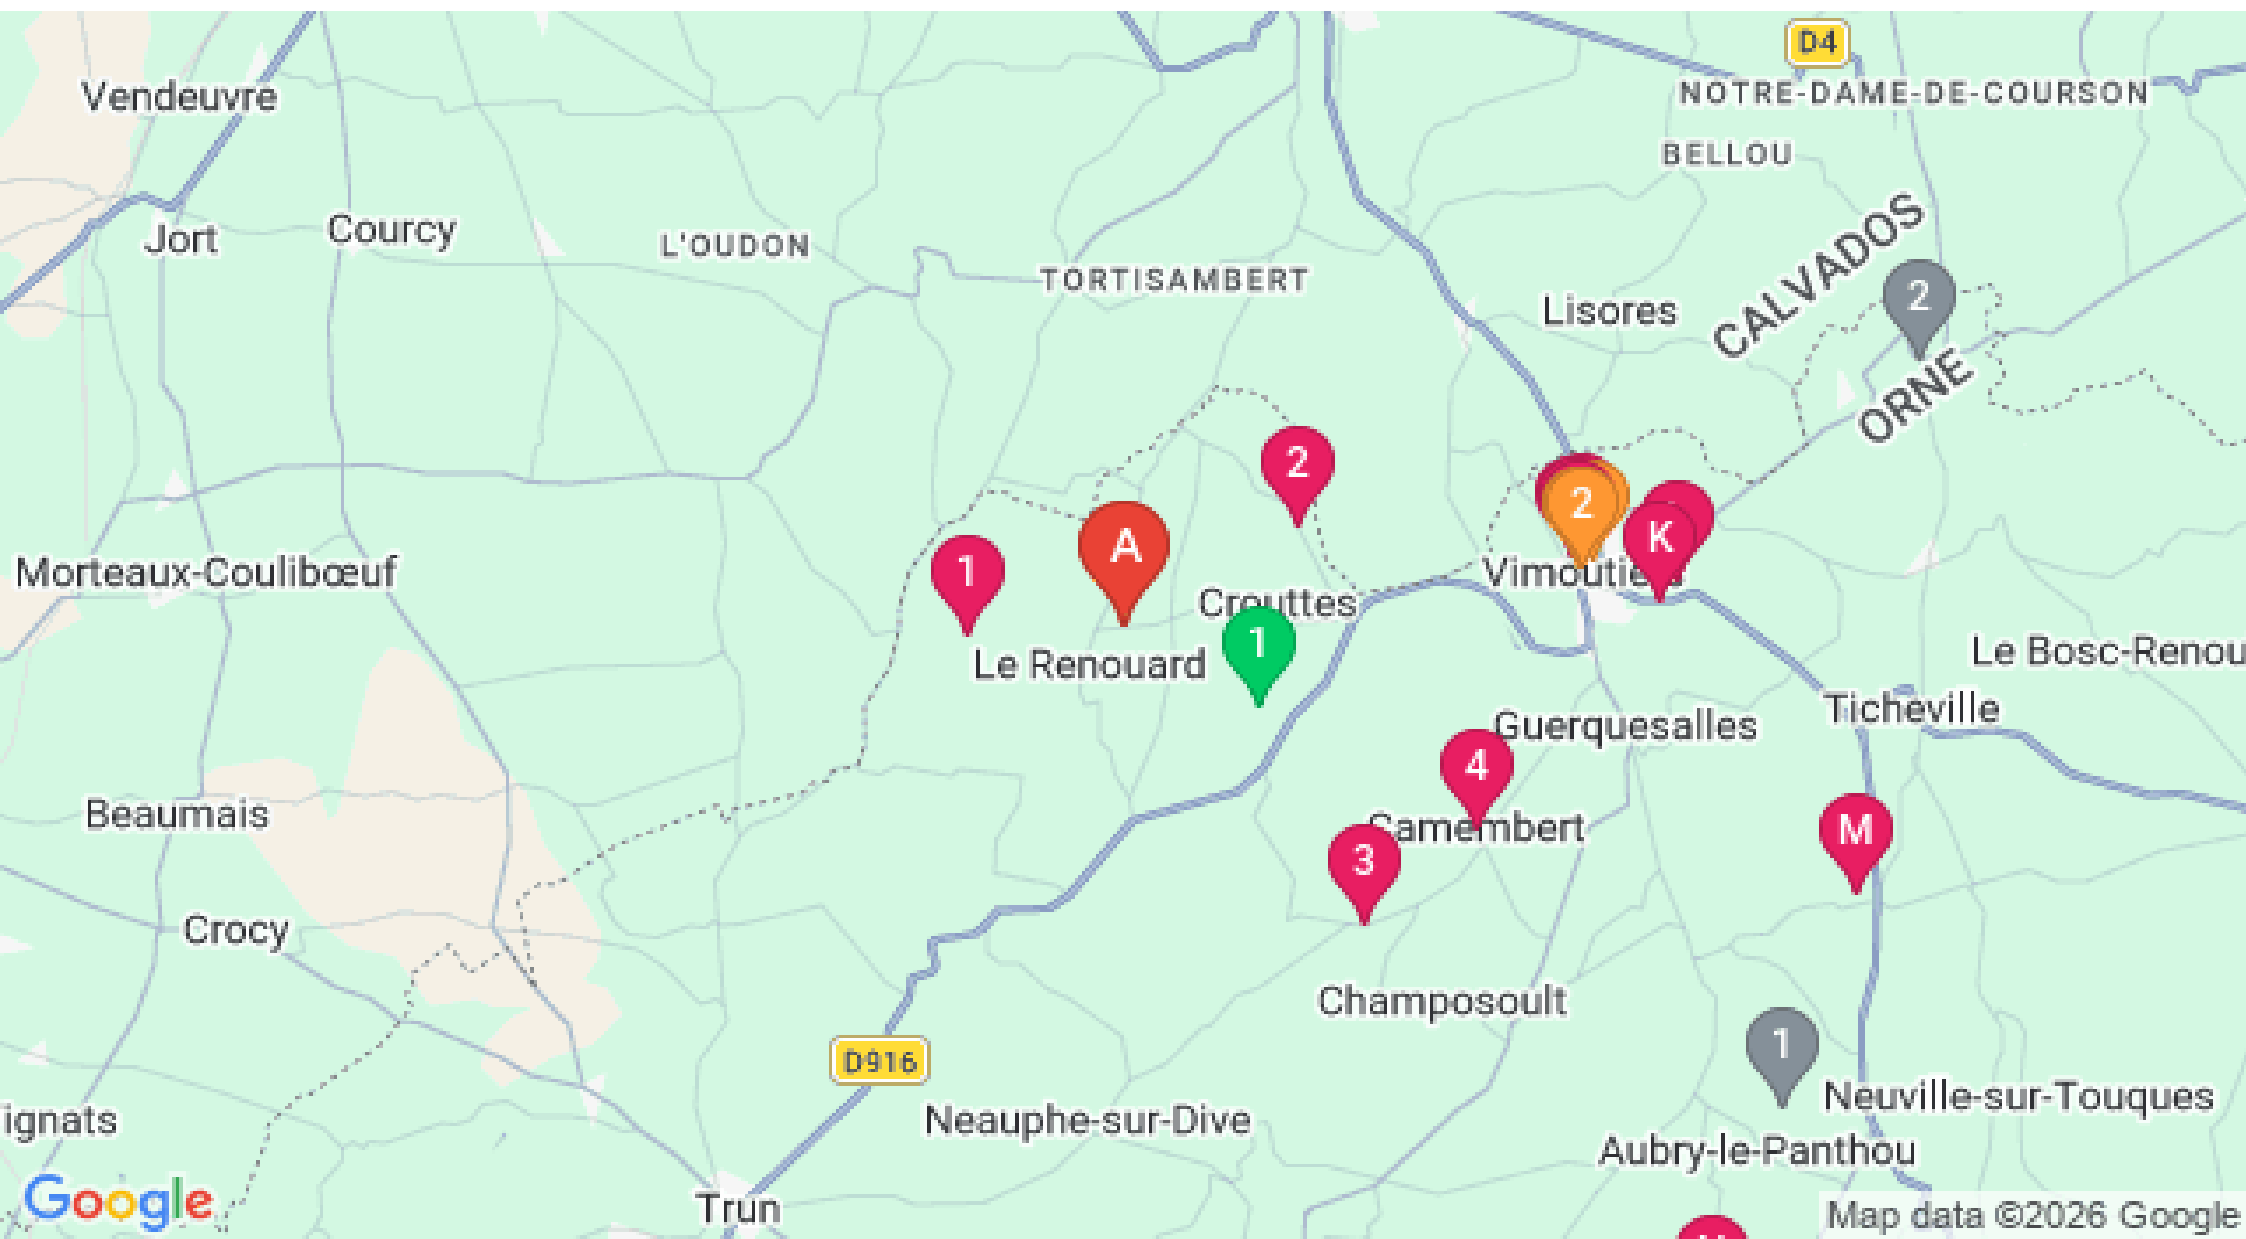 D4
Vendeuvre
NOTRE-DAME-DE-COURSON
BELLOU
Jort
Courcy
L'OUDON
TORTISAMBERT
CALVADOS
Lisores
2
ORNE
2
2
A
1
K
Morteaux-Coulibœuf
Vimoutiers
Crouttes
1
Le Renouard
Le Bosc-Renou
Ticheville
Guerquesalles
4
Beaumais
Camembert
M
3
Crocy
Champosoult
1
D916
Neuville-sur-Touques
ignats
Neauphe-sur-Dive
Aubry-le-Panthou
Google
Trun
Map data ©2026 Google